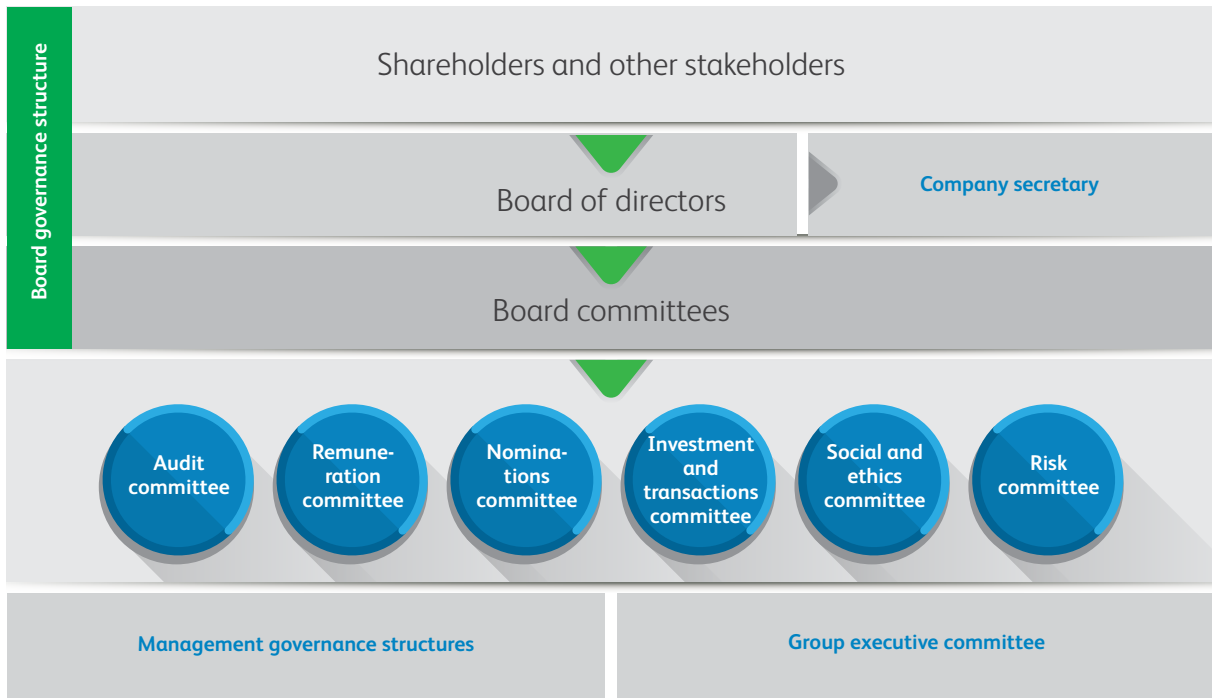 Board governance structure
Shareholders and other stakeholders
Board of directors
Company secretary
Board committees
Audit
committee
Remune-
ration
committee
Nomina-
tions
committee
Investment
and
transactions
committee
Social and
ethics
committee
Risk
committee
Management governance structures
Group executive committee